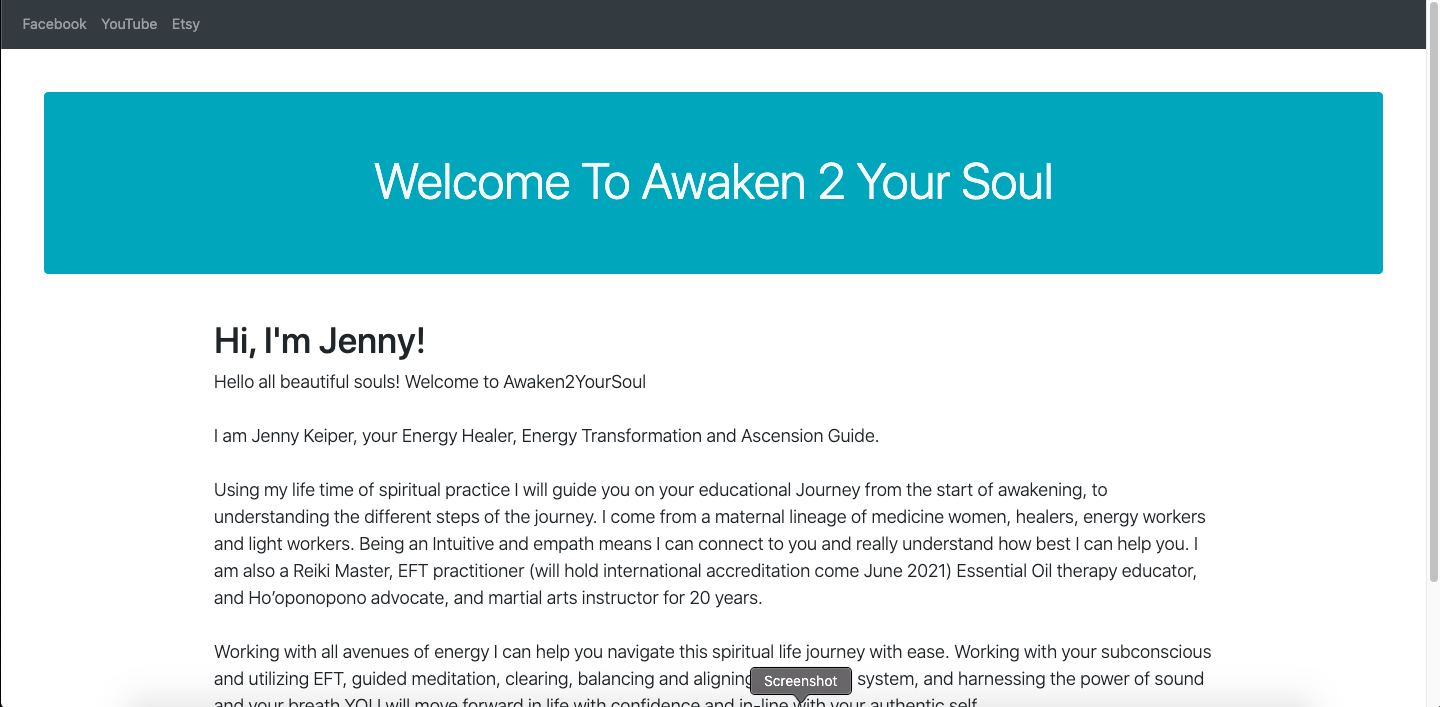 Facebook YouTube Etsy
Welcome To Awaken 2 Your Soul
Hi, I'm Jenny!
Hello all beautiful souls! Welcome to Awaken2YourSoul
I am Jenny Keiper, your Energy Healer, Energy Transformation and Ascension Guide.
Using my life time of spiritual practice I will guide you on your educational Journey from the start of awakening, to
understanding the different steps of the journey. I come from a maternal lineage of medicine women, healers, energy workers
and light workers. Being an Intuitive and empath means I can connect to you and really understand how best I can help you. I
am also a Reiki Master, EFT practitioner (will hold international accreditation come June 2021) Essential Oil therapy educator,
and Ho’oponopono advocate, and martial arts instructor for 20 years.
Working with all avenues of energy I can help you navigate this spiritual life journey with ease. Working with your subconscious
and utilizing EFT, guided meditation, clearing, balancing and aligning system, and harnessing the power of sound
Screenshot
and your breath YOU will move forward in life with confidence and in-line with your authentic self.